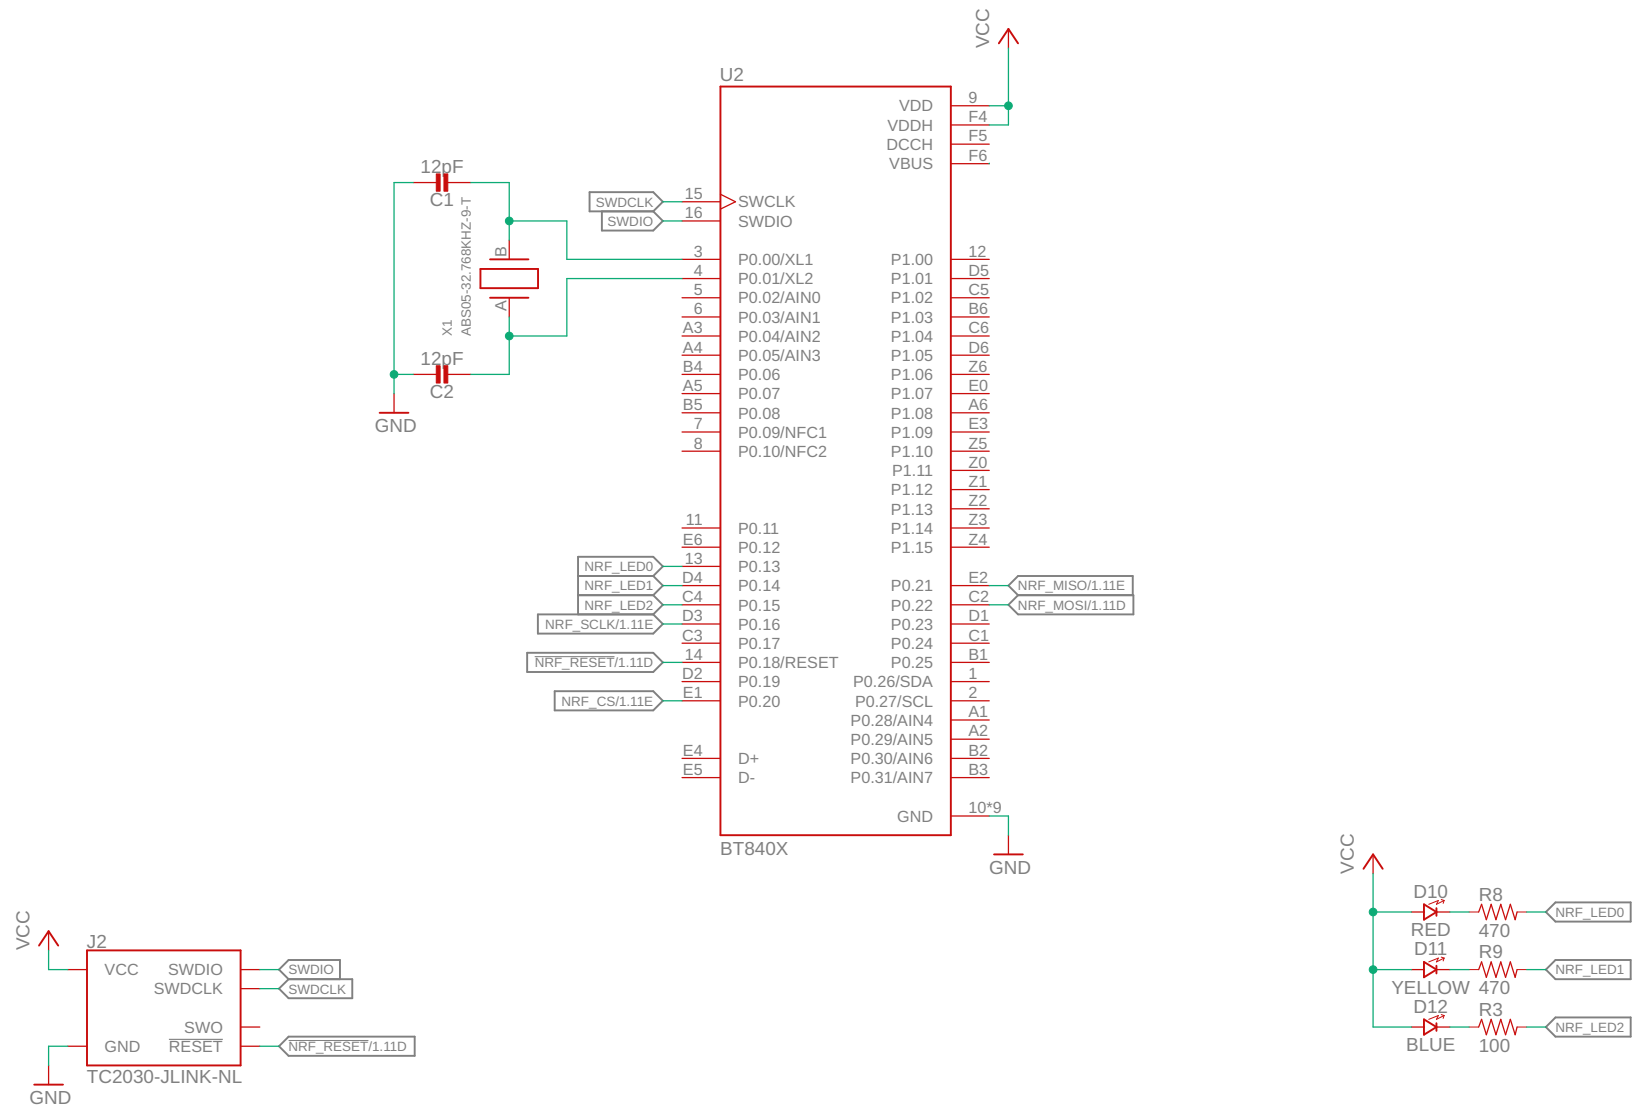 VCC
U2
9
VDD
F4
VDDH
F5
DCCH
F6
VBUS
12pF
C1
ABS05-32.768KHZ-9-T
X1
B
A
12pF
C2
GND
SWDCLK
15
SWCLK
SWDIO
16
SWDIO
3
P0.00/XL1
4
P0.01/XL2
5
P0.02/AIN0
6
P0.03/AIN1
A3
P0.04/AIN2
A4
P0.05/AIN3
B4
P0.06
A5
P0.07
B5
P0.08
7
P0.09/NFC1
8
P0.10/NFC2
11
P0.11
E6
P0.12
NRF_LED0
13
P0.13
NRF_LED1
D4
P0.14
NRF_LED2
C4
P0.15
NRF_SCLK/1.11E
D3
P0.16
C3
P0.17
NRF_RESET/1.11D
14
P0.18/RESET
D2
P0.19
NRF_CS/1.11E
E1
P0.20
E4
D+
E5
D-
P1.00
12
P1.01
D5
P1.02
C5
P1.03
B6
P1.04
C6
P1.05
D6
P1.06
Z6
P1.07
E0
P1.08
A6
P1.09
E3
P1.10
Z5
P1.11
Z0
P1.12
Z1
P1.13
Z2
P1.14
Z3
P1.15
Z4
P0.21
E2
NRF_MISO/1.11E
P0.22
C2
NRF_MOSI/1.11D
P0.23
D1
P0.24
C1
P0.25
B1
P0.26/SDA
1
P0.27/SCL
2
P0.28/AIN4
A1
P0.29/AIN5
A2
P0.30/AIN6
B2
P0.31/AIN7
B3
GND
10*9
GND
BT840X
VCC
J2
VCC
SWDIO
SWDIO
SWDCLK
SWDCLK
SWO
GND
RESET
NRF_RESET/1.11D
TC2030-JLINK-NL
GND
VCC
D10
R8
NRF_LED0
RED
470
D11
R9
NRF_LED1
YELLOW
470
D12
R3
NRF_LED2
BLUE
100